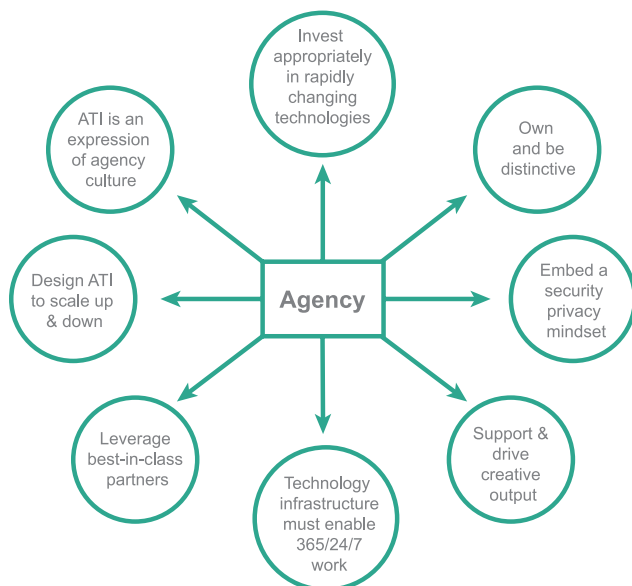 Invest
appropriately
in rapidly
changing
technologies
ATI is an
expression
of agency
culture
Own
and be
distinctive
Design ATI
to scale up
& down
Agency
Embed a
security
privacy
mindset
Leverage
best-in-class
partners
Technology
infrastructure
must enable
365/24/7
work
Support &
drive
creative
output